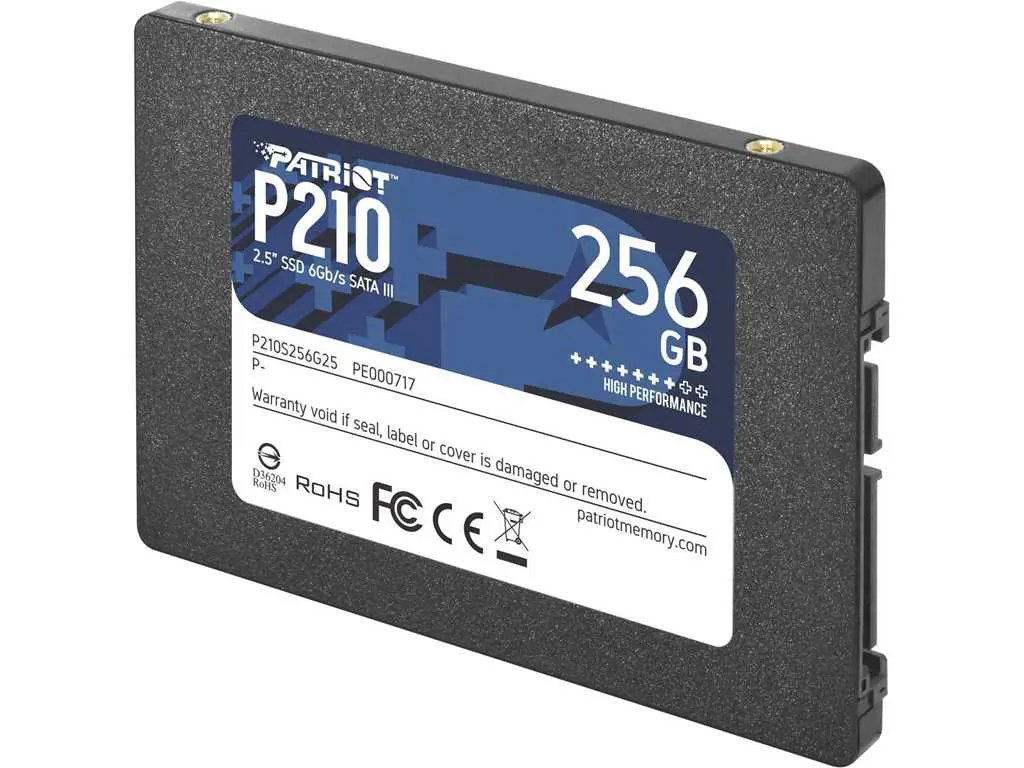 PATRIOT™
P210
2.5" SSD 6Gb/s SATA III
256
GB
HIGH PERFORMANCE
P210S256G25 PE000717
P-
Warranty void if seal, label or cover is damaged or removed.
patriotmemory.com
D36204
RoHS
RoHS
FC CE